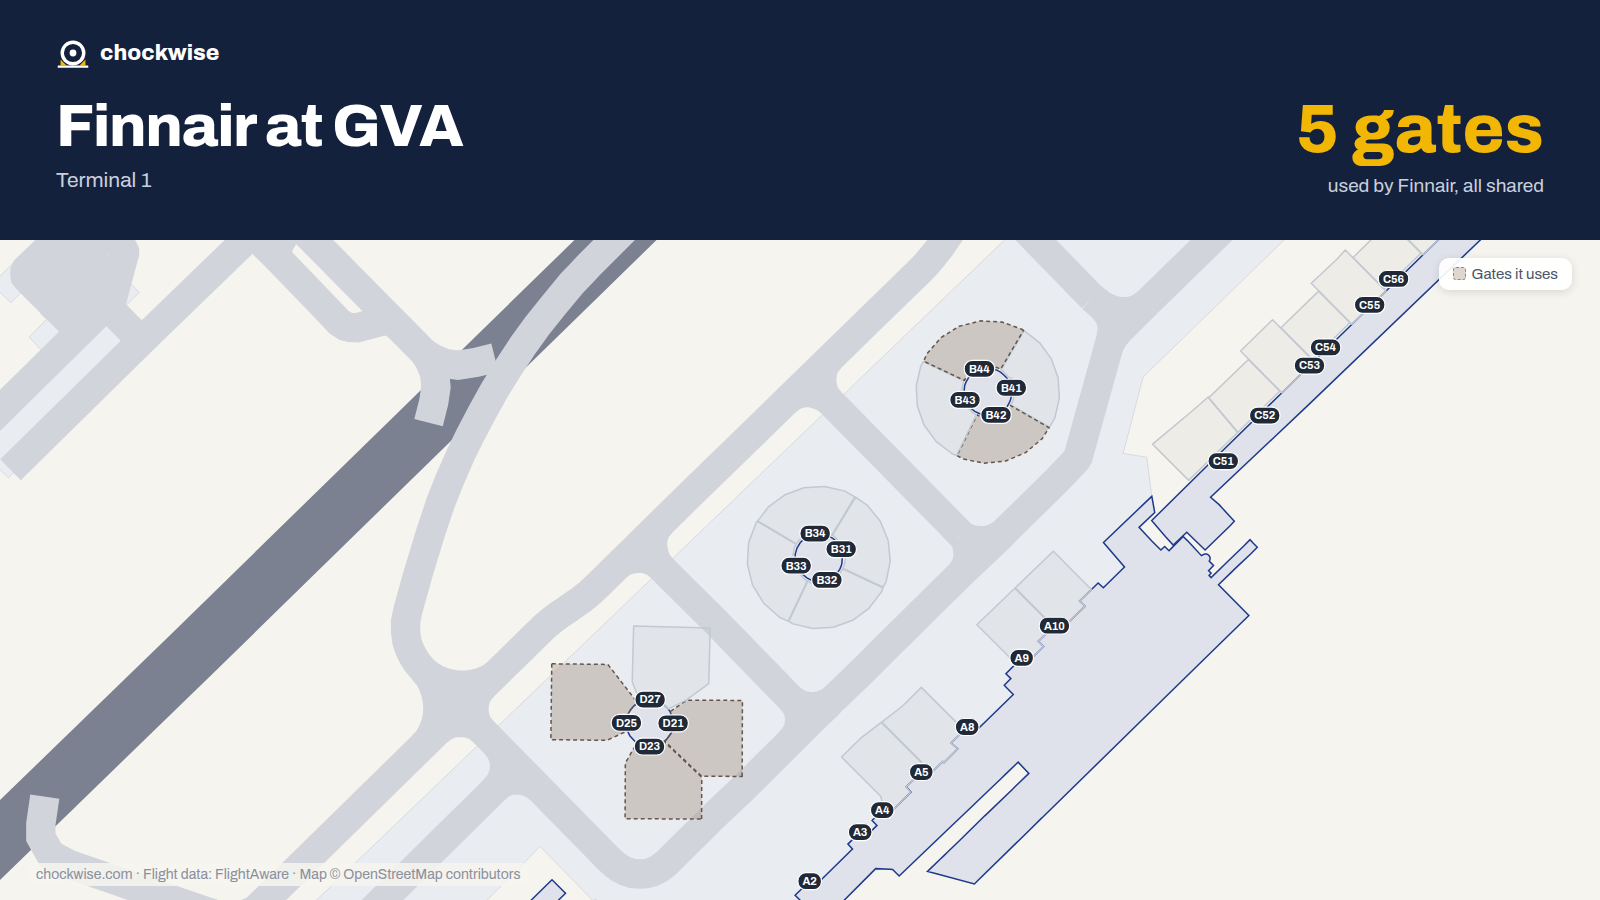 chockwise
Finnair at GVA
Terminal 1
5 gates
used by Finnair, all shared
Gates it uses
C56
C55
C54
C53
C52
C51
B44
B41
B43
B42
B34
B31
B33
B32
A10
A9
A8
A5
A4
A3
A2
D27
D25
D21
D23
chockwise.com · Flight data: FlightAware · Map © OpenStreetMap contributors